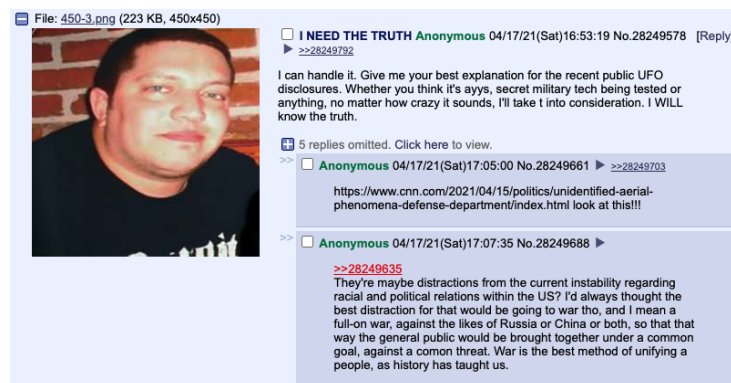 File: 450-3.png (223 KB, 450x450)
I NEED THE TRUTH Anonymous 04/17/21(Sat)16:53:19 No.28249578 [Reply
>>28249792
I can handle it. Give me your best explanation for the recent public UFO
disclosures. Whether you think it's ayys, secret military tech being tested or
anything, no matter how crazy it sounds, I'll take t into consideration. I WILL
know the truth.
5 replies omitted. Click here to view.
>> Anonymous 04/17/21(Sat)17:05:00 No.28249661 >>28249703
https://www.cnn.com/2021/04/15/politics/unidentified-aerial-
phenomena-defense-department/index.html look at this!!!
>> Anonymous 04/17/21(Sat)17:07:35 No.28249688
>>28249635
They're maybe distractions from the current instability regarding
racial and political relations within the US? I'd always thought the
best distraction for that would be going to war tho, and I mean a
full-on war, against the likes of Russia or China or both, so that that
way the general public would be brought together under a common
goal, against a comon threat. War is the best method of unifying a
people, as history has taught us.